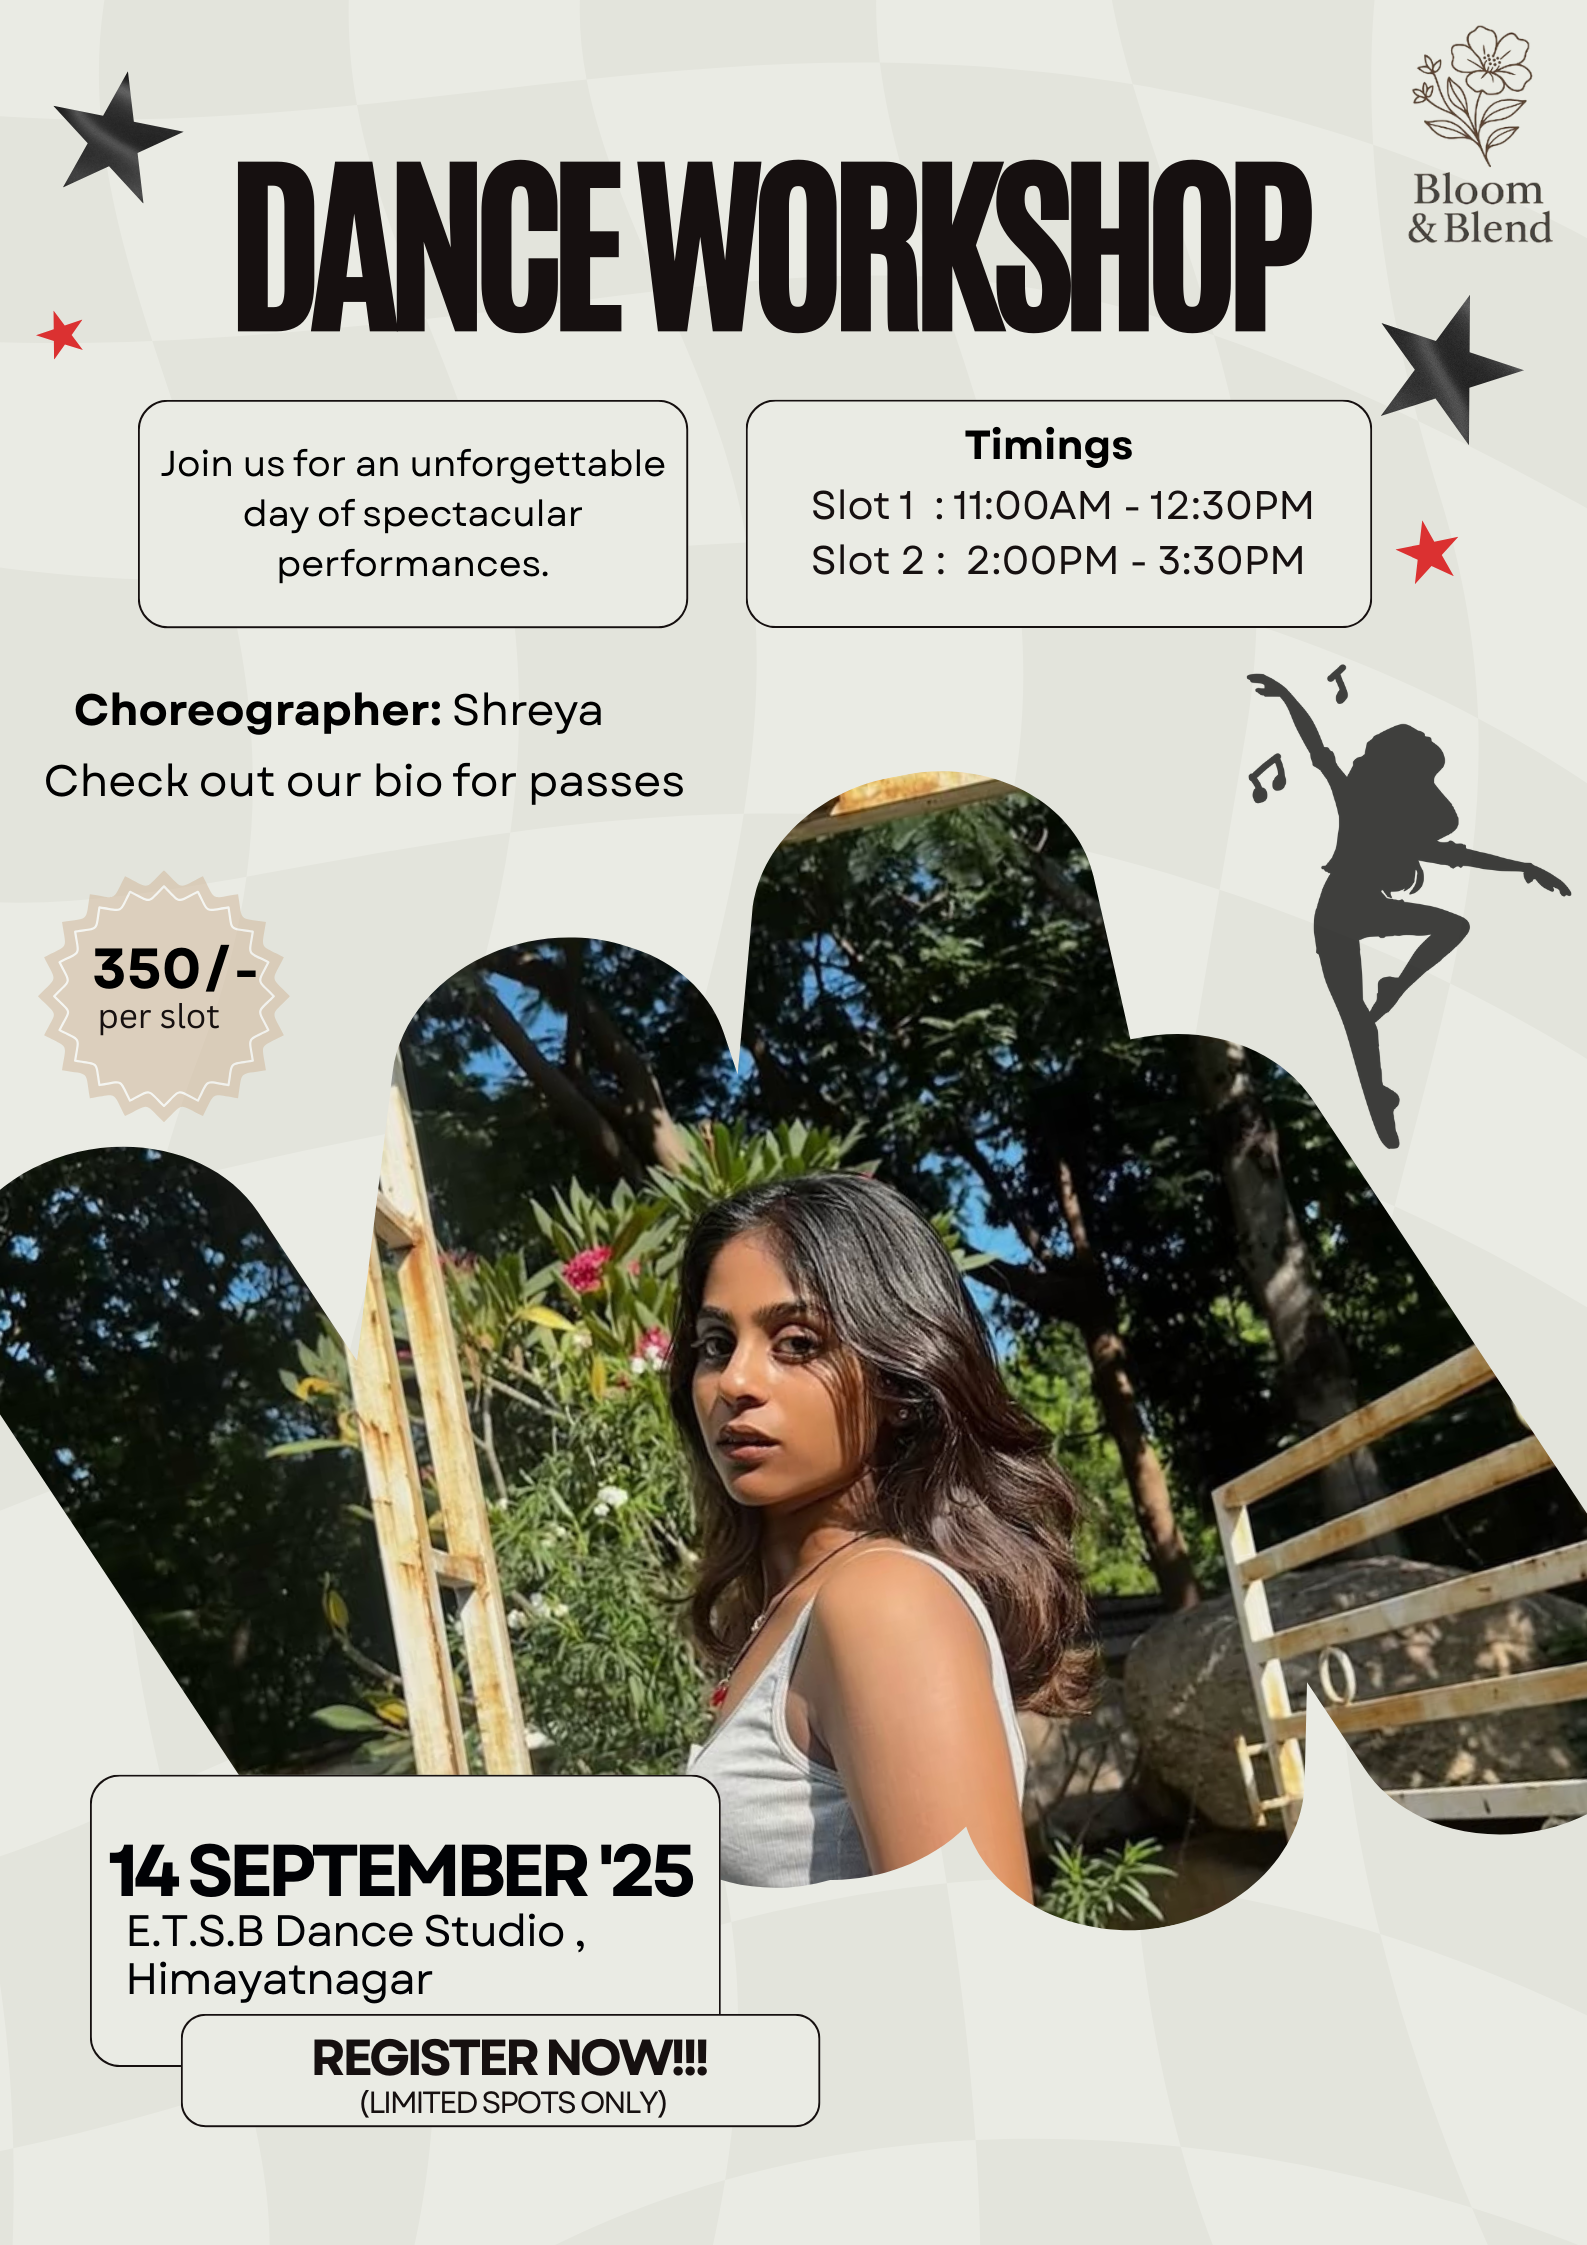 Bloom
& Blend
DANCE WORKSHOP
Join us for an unforgettable
day of spectacular
performances.
Timings
Slot 1 : 11:00AM - 12:30PM
Slot 2 : 2:00PM - 3:30PM
Choreographer: Shreya
Check out our bio for passes
350/-
per slot
14 SEPTEMBER '25
E.T.S.B Dance Studio ,
Himayatnagar
REGISTER NOW!!!
(LIMITED SPOTS ONLY)